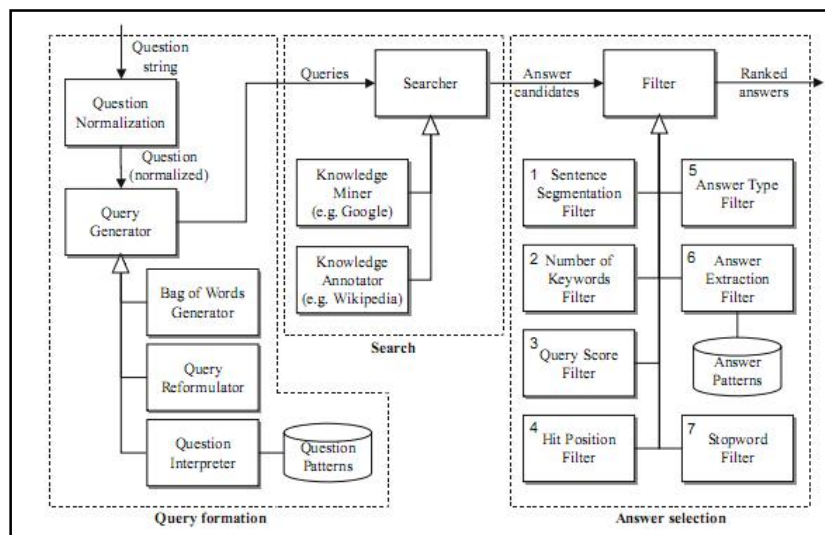 Question
string
Question
Normalization
Question
(normalized)
Query
Generator
Bag of Words
Generator
Query
Reformulator
Question
Interpreter
Question
Patterns
Query formation
Queries
Searcher
Knowledge
Miner
(e.g. Google)
Knowledge
Annotator
(e.g. Wikipedia)
Search
Answer
candidates
Filter
Ranked
answers
1 Sentence
Segmentation
Filter
2 Number of
Keywords
Filter
3
Query Score
Filter
4
Hit Position
Filter
5
Answer Type
Filter
6 Answer
Extraction
Filter
Answer
Patterns
7
Stopword
Filter
Answer selection